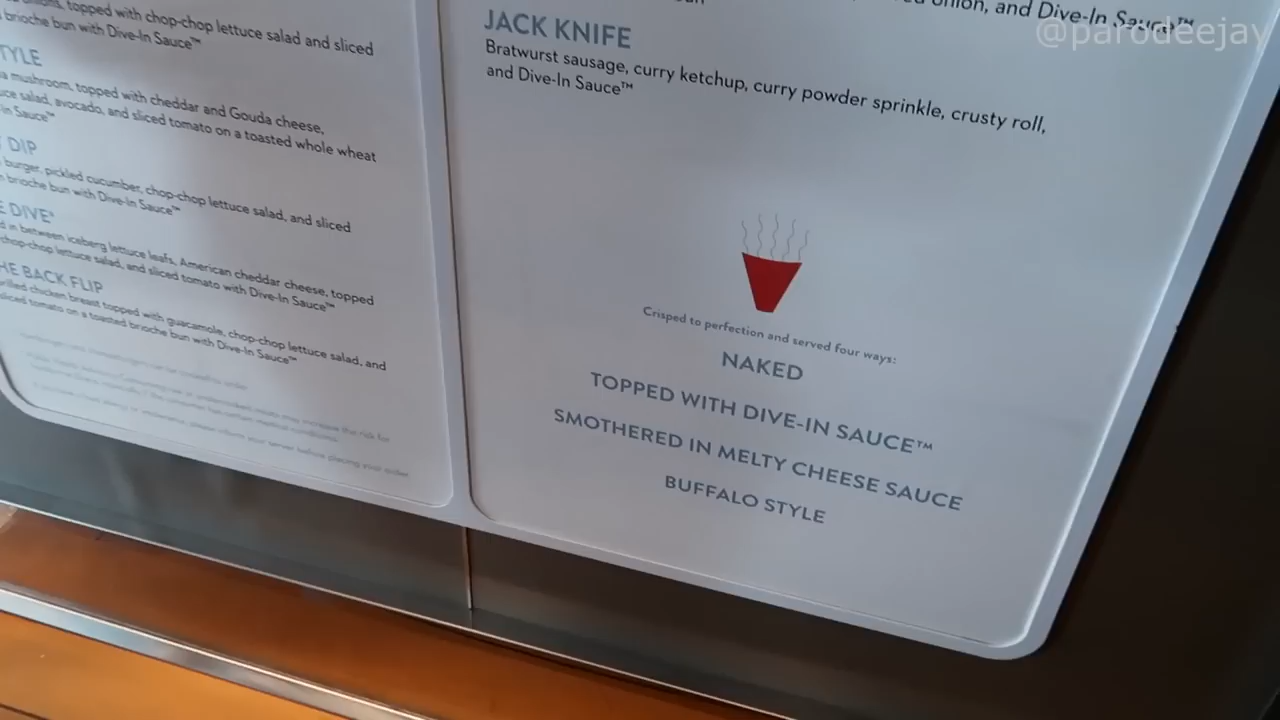 topped with chop-chop lettuce salad and sliced
brioche bun with Dive-In Sauce™
TYLE
a mushroom, topped with cheddar and Gouda cheese,
salad, avocado, and sliced tomato on a toasted whole wheat
In Sauce™
DIP
burger, pickled cucumber, chop-chop lettuce salad, and sliced
brioche bun with Dive-In Sauce™
E DIVE
d in between iceberg lettuce leafs, American cheddar cheese, topped
chop-chop lettuce salad, and sliced tomato with Dive-In Sauce™
HE BACK FLIP
grilled chicken breast topped with guacamole, chop-chop lettuce salad, and
sliced tomato on a toasted brioche bun with Dive-In Sauce™
onion, and Dive-In Sauce™
JACK KNIFE
Bratwurst sausage, curry ketchup, curry powder sprinkle, crusty roll,
and Dive-In Sauce™
Crisped to perfection and served four ways:
NAKED
TOPPED WITH DIVE-IN SAUCE™
SMOTHERED IN MELTY CHEESE SAUCE
BUFFALO STYLE
@parodeejay